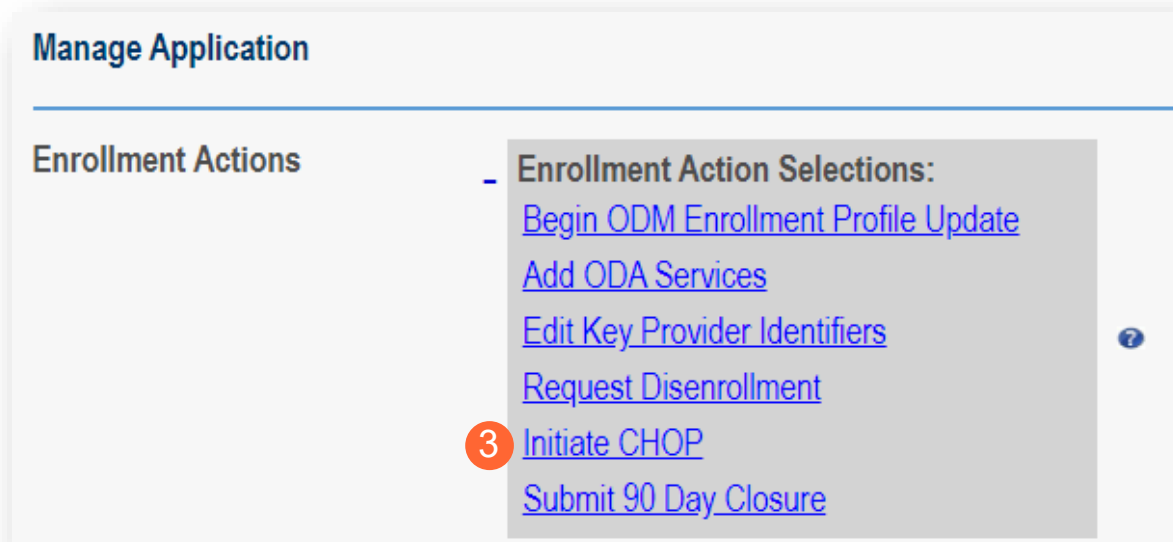 Manage Application
Enrollment Actions
Enrollment Action Selections:
Begin ODM Enrollment Profile Update
Add ODA Services
Edit Key Provider Identifiers
?
Request Disenrollment
3 Initiate CHOP
Submit 90 Day Closure